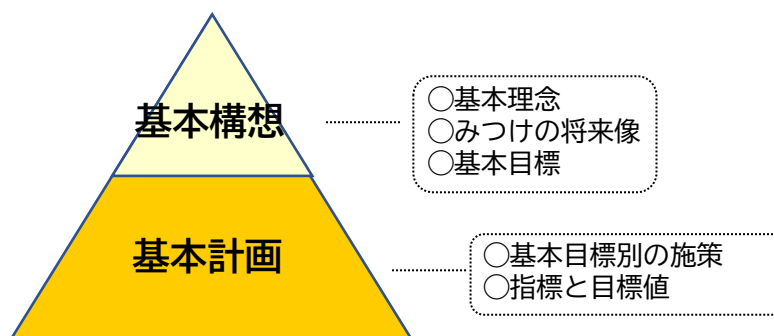 基本構想
○基本理念
○みつけの将来像
○基本目標
基本計画
○基本目標別の施策
○指標と目標値